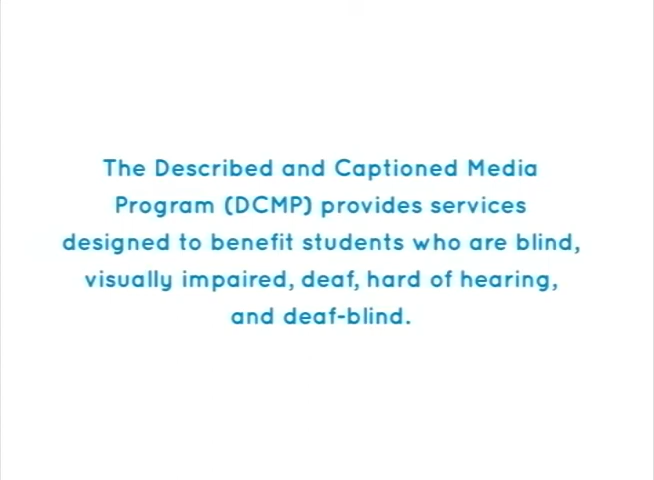 The Described and Captioned Media
Program (DCMP) provides services
designed to benefit students who are blind,
visually impaired, deaf, hard of hearing,
and deaf-blind.